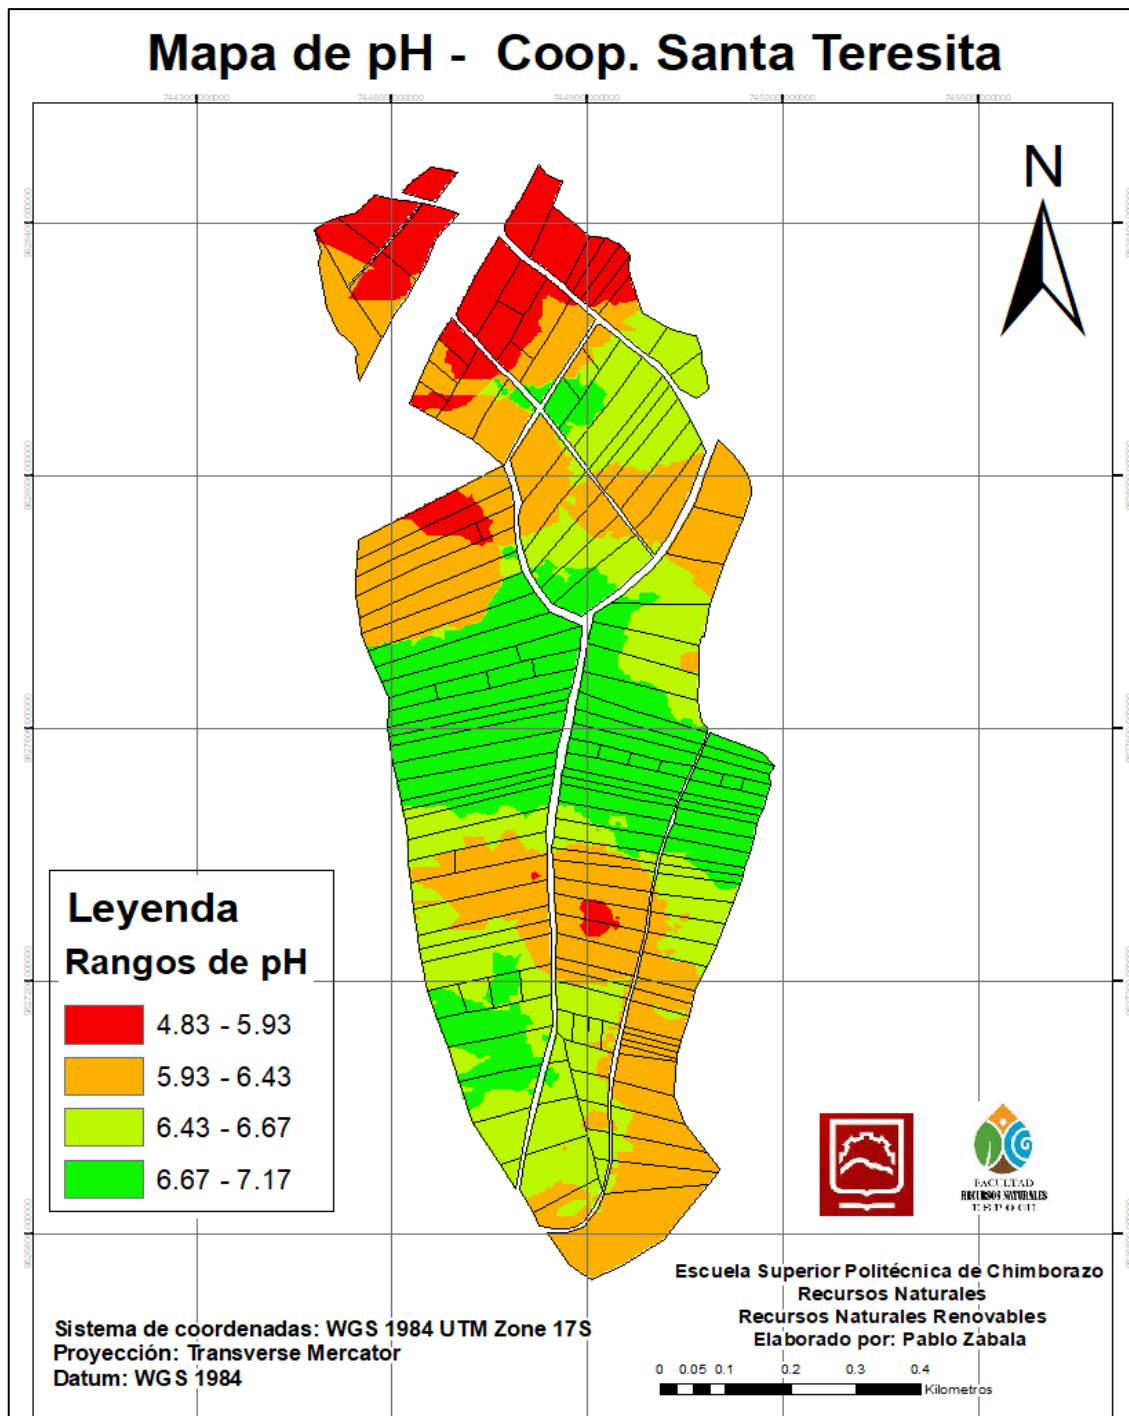 Mapa de pH - Coop. Santa Teresita
N
Leyenda
Rangos de pH
4.83 - 5.93
5.93 - 6.43
6.43 - 6.67
6.67 - 7.17
FACULTAD
RECURSOS NATURALES
Escuela Superior Politécnica de Chimborazo
Recursos Naturales
Recursos Naturales Renovables
Elaborado por: Pablo Zabala
Sistema de coordenadas: WGS 1984 UTM Zone 17S
Proyección: Transverse Mercator
Datum: WGS 1984
0 0.05 0.1 0.2 0.3 0.4
Kilometros